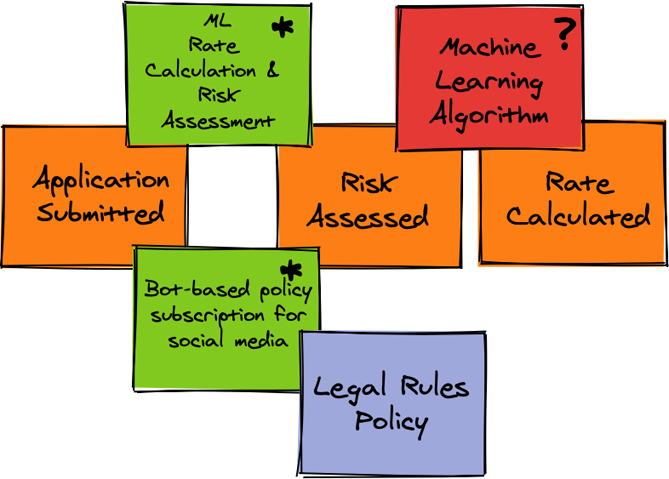 ML
Rate
Calculation &
Risk
Assessment
*
Machine
Learning
Algorithm
?
Application
Submitted
Risk
Assessed
Rate
Calculated
Bot-based policy
subscription for
social media
*
Legal Rules
Policy